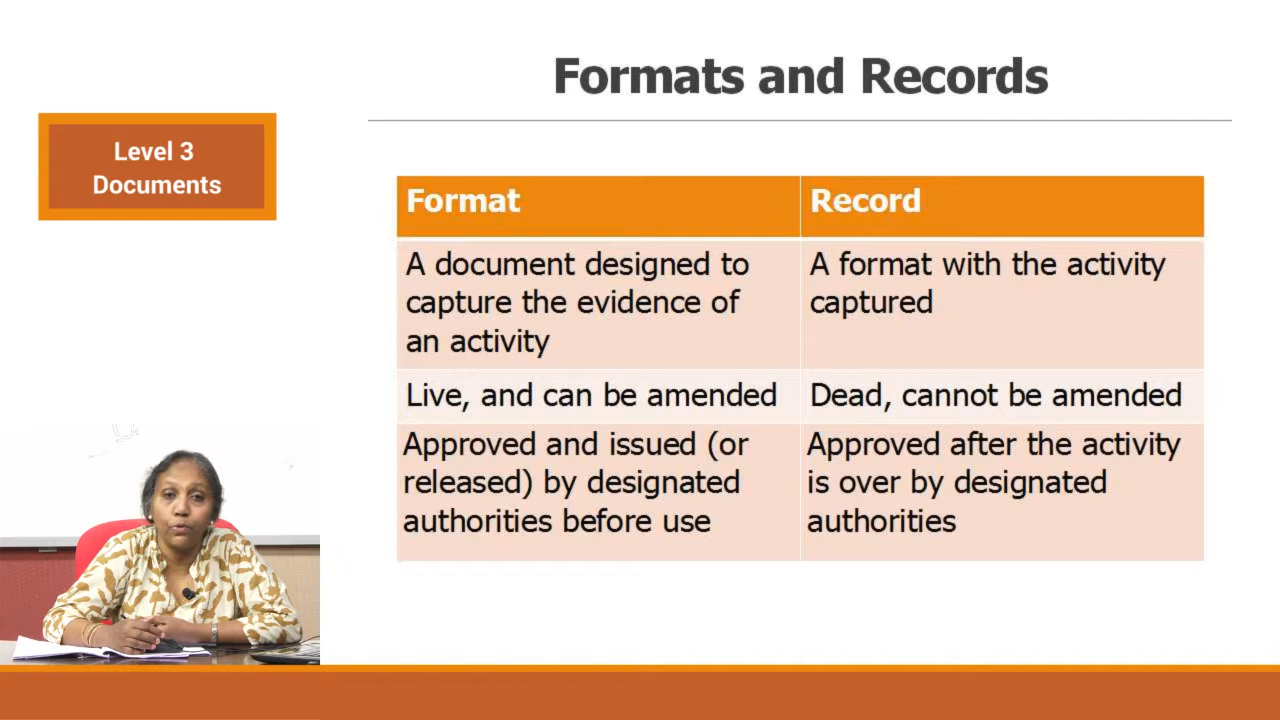 Formats and Records
Level 3
Documents
Format
Record
A document designed to
capture the evidence of
an activity
A format with the activity
captured
Live, and can be amended
Dead, cannot be amended
Approved and issued (or
released) by designated
authorities before use
Approved after the activity
is over by designated
authorities